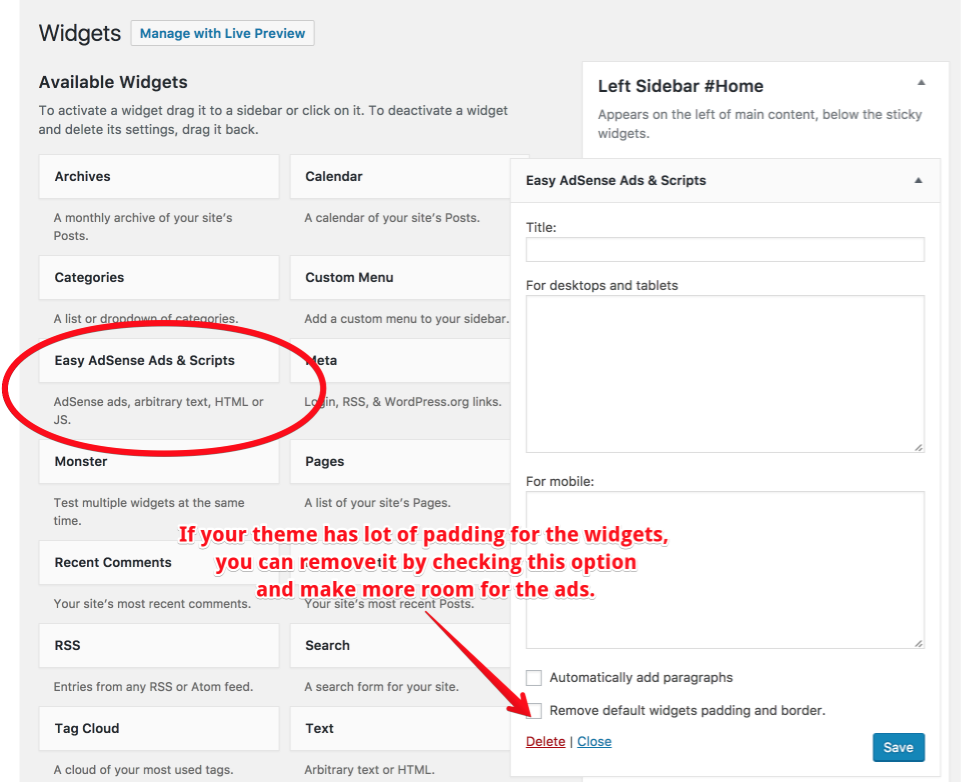 Widgets
Manage with Live Preview
Available Widgets
To activate a widget drag it to a sidebar or click on it. To deactivate a widget
and delete its settings, drag it back.
Archives
Calendar
A monthly archive of your site's
Posts.
A calendar of your site's Posts.
Categories
Custom Menu
A list or dropdown of categories.
Add a custom menu to your sidebar.
Easy AdSense Ads & Scripts
Meta
AdSense ads, arbitrary text, HTML or
JS.
Login, RSS, & WordPress.org links.
Monster
Pages
Test multiple widgets at the same
time.
A list of your site's Pages.
Recent Comments
Your site's most recent comments.
Your site's most recent Posts.
RSS
Search
Entries from any RSS or Atom feed.
A search form for your site.
Tag Cloud
Text
A cloud of your most used tags.
Arbitrary text or HTML.
Left Sidebar #Home
Appears on the left of main content, below the sticky
widgets.
Easy AdSense Ads & Scripts
Title:
For desktops and tablets
For mobile:
If your theme has lot of padding for the widgets,
you can remove it by checking this option
and make more room for the ads.
Automatically add paragraphs
Remove default widgets padding and border.
Delete | Close
Save